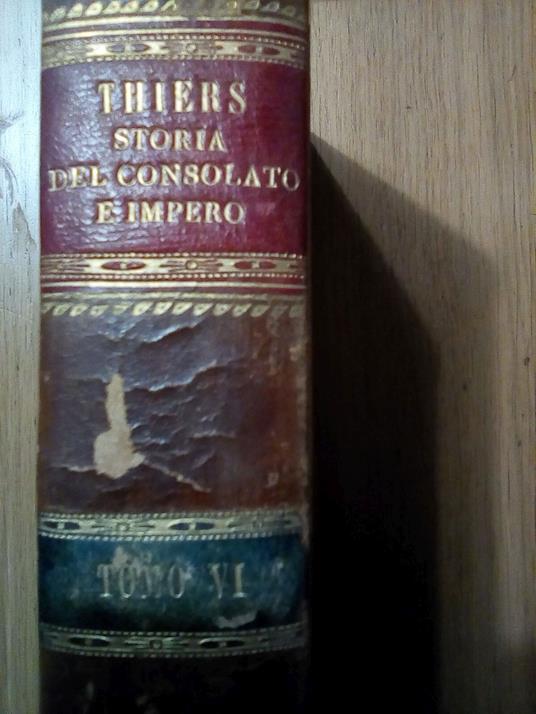 THIERS
STORIA
DEL CONSOLATO
E IMPERO
TOMO VI